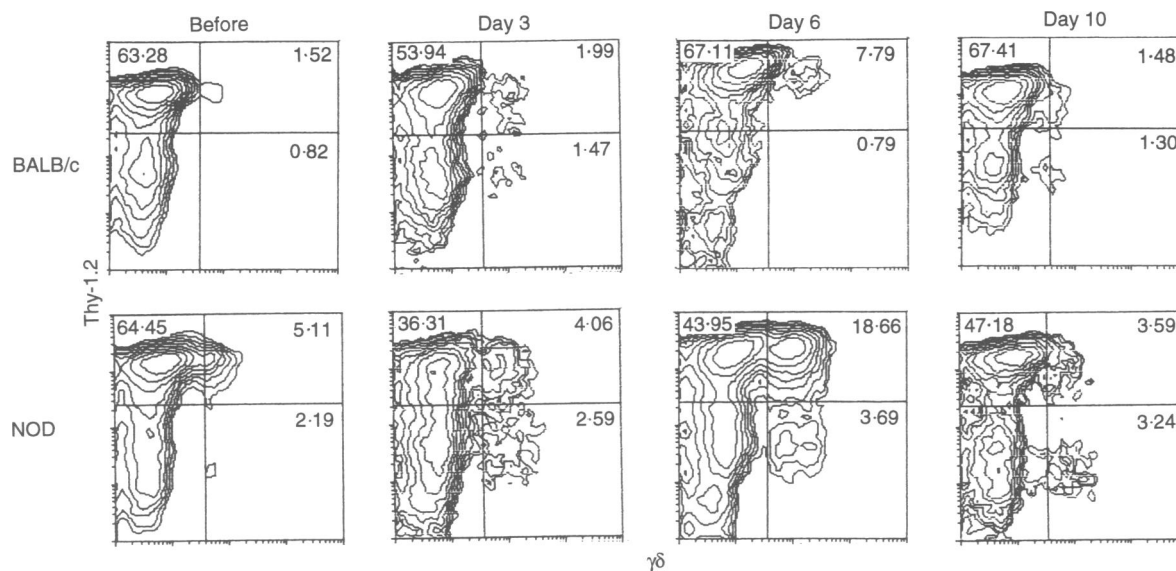 Before Day 3 Day 6 Day 10
63·28 1·52 53·94 1·99 67·11 7·79 67·41 1·48
BALB/c 0·82 1·47 0·79 1·30
Thy-1.2
64·45 5·11 36·31 4·06 43·95 18·66 47·18 3·59
NOD 2·19 2·59 3·69 3·24
γδ